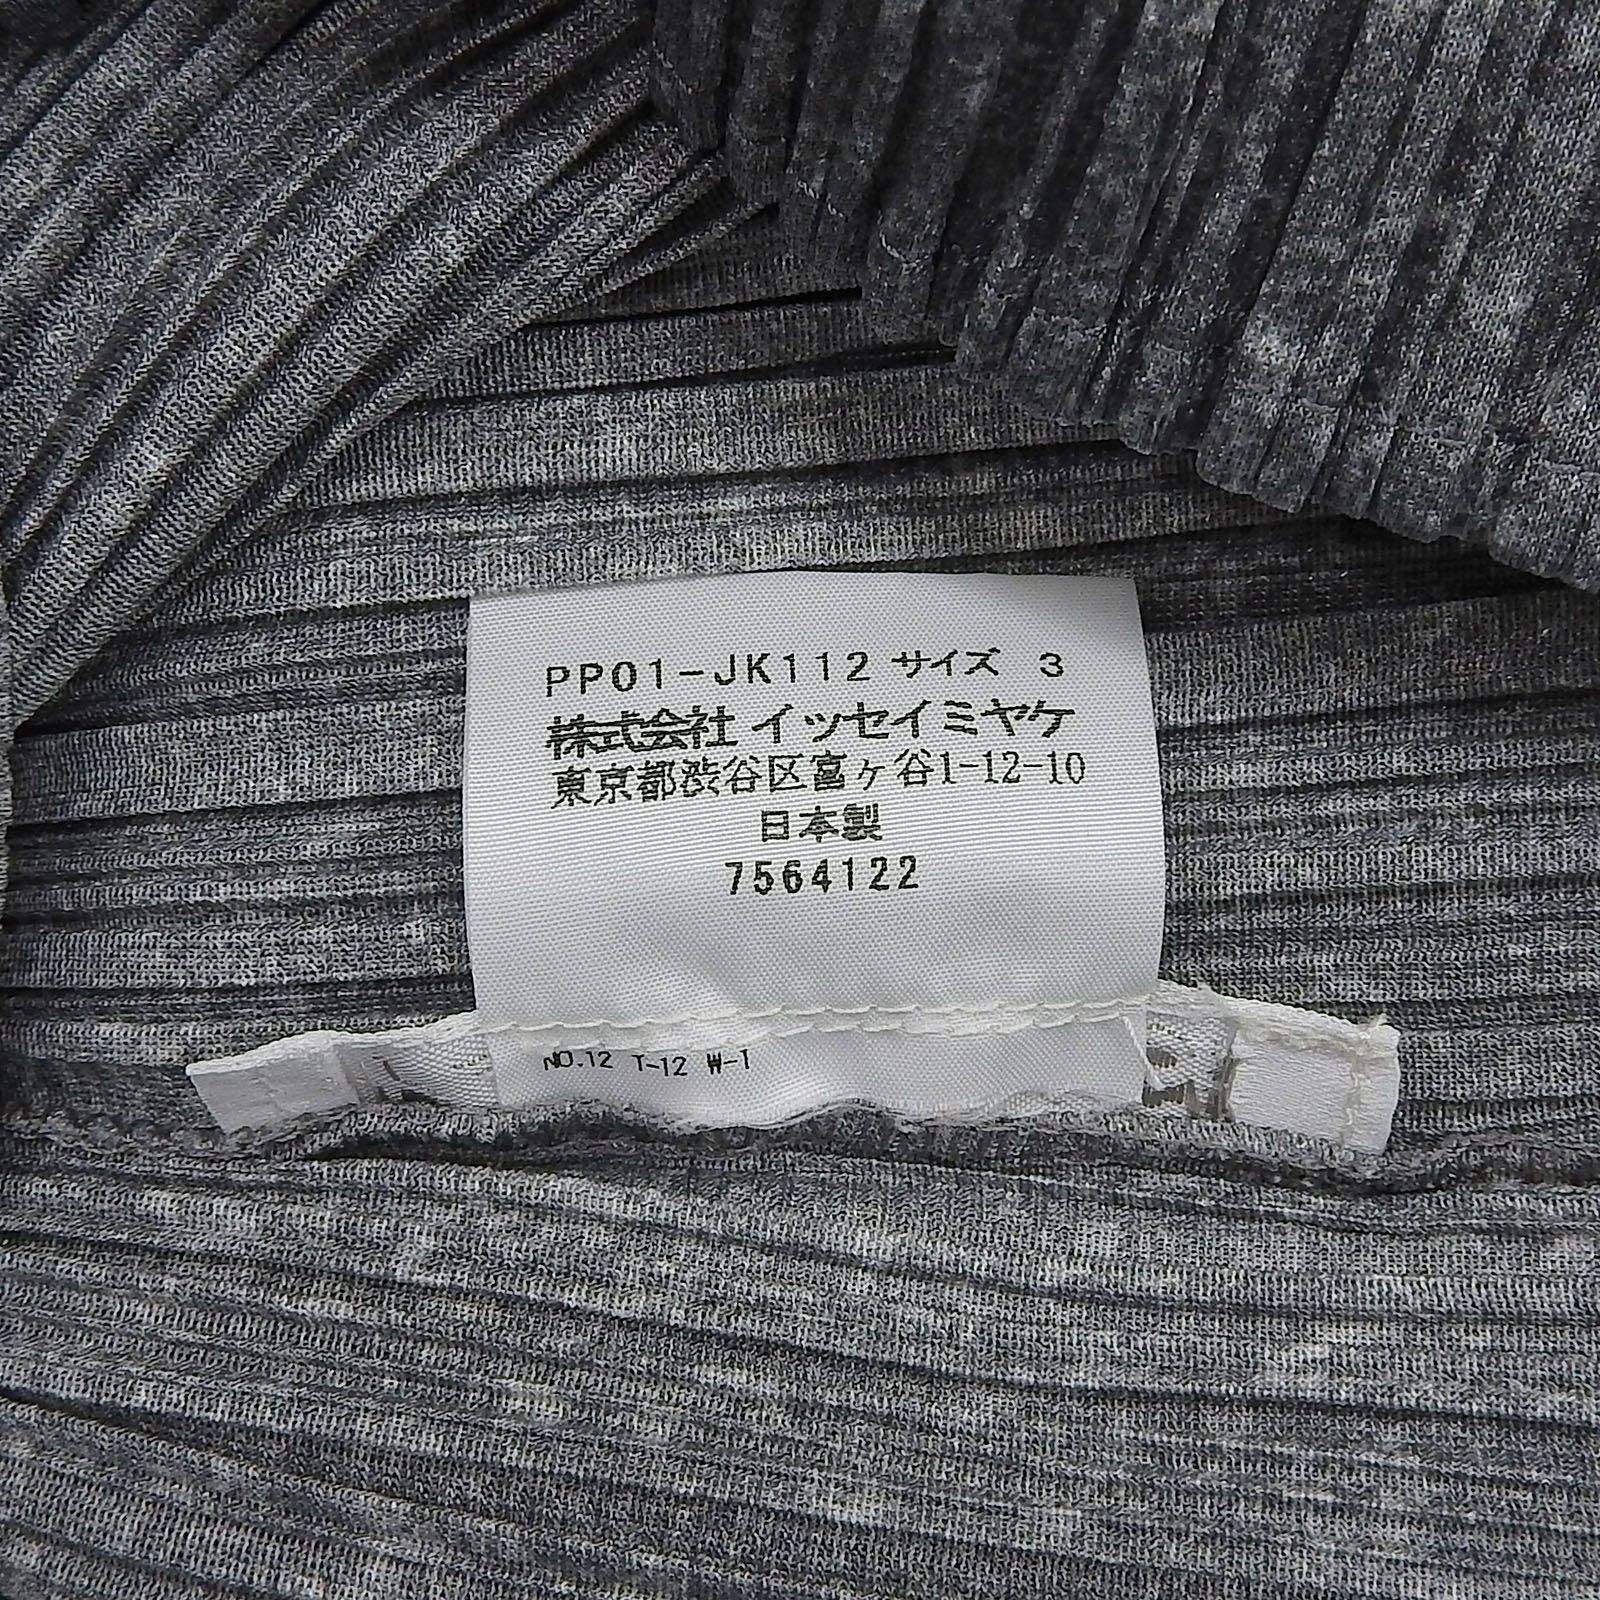 PP01-JK112 サイズ 3
株式会社 イッセイミヤケ
東京都渋谷区富ヶ谷1-12-10
日本製
7564122
NO.12 T-12 W-1